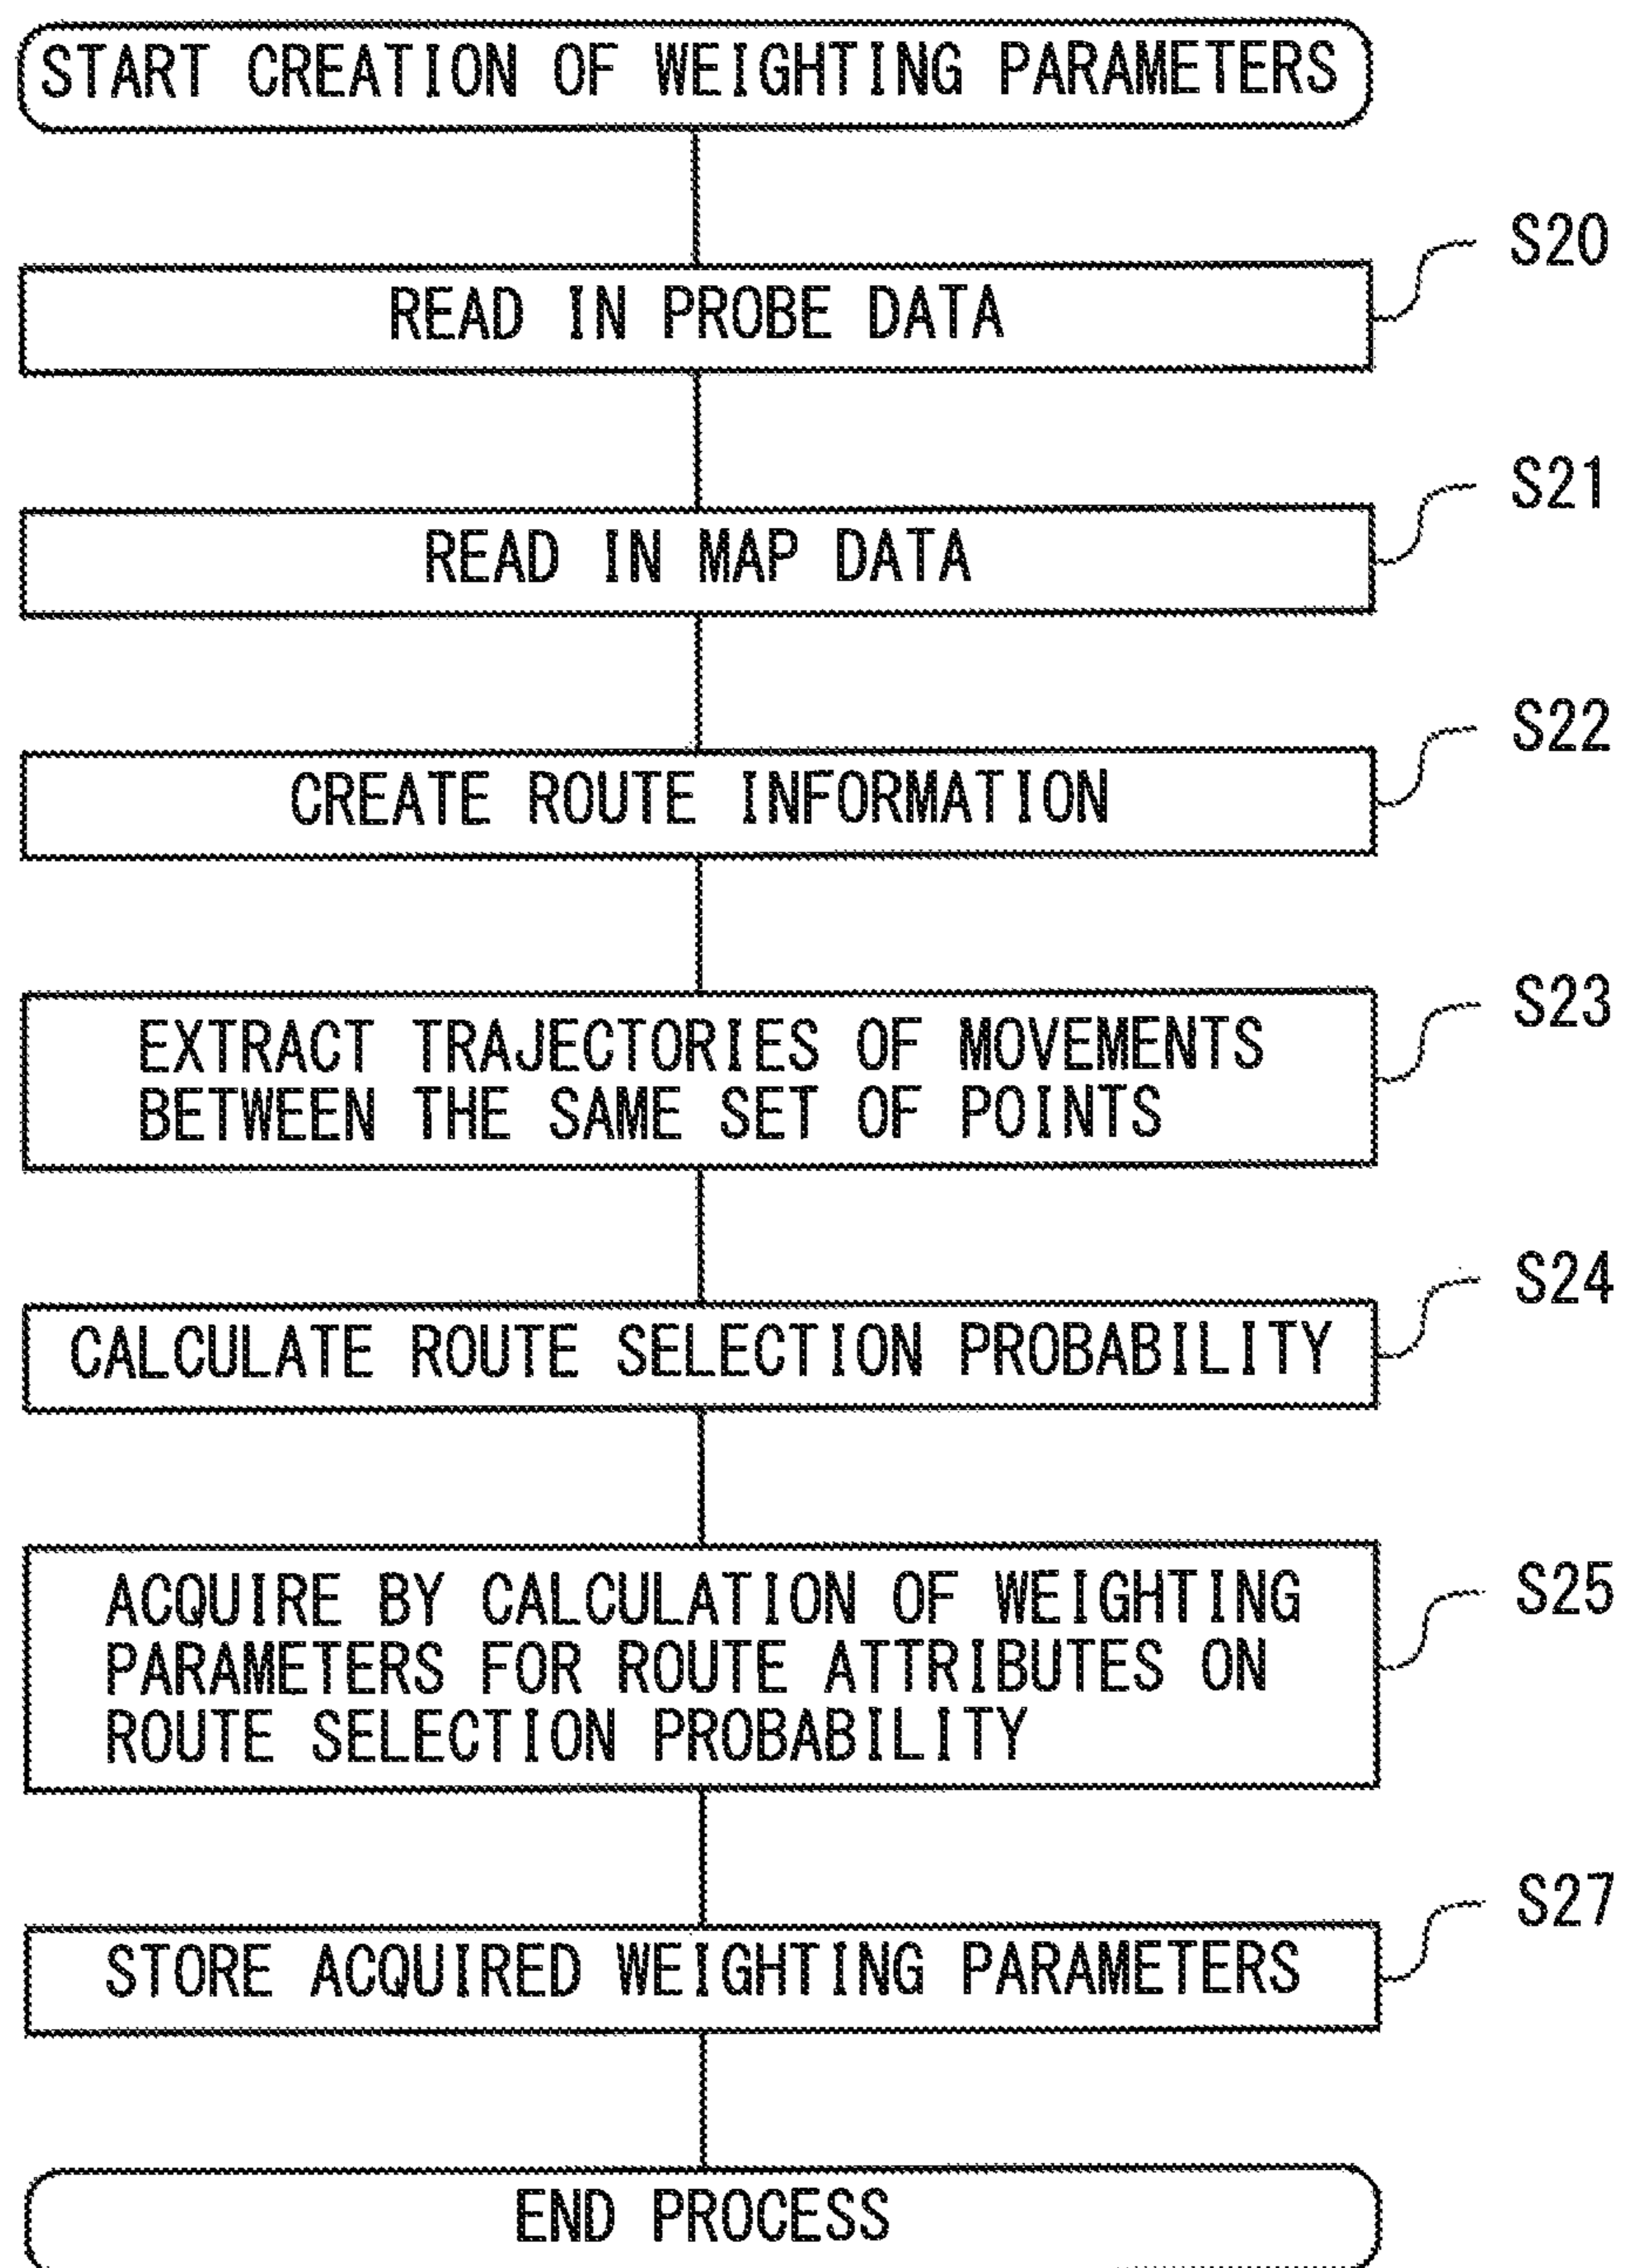 START CREATION OF WEIGHTING PARAMETERS
S20
READ IN PROBE DATA
S21
READ IN MAP DATA
S22
CREATE ROUTE INFORMATION
S23
EXTRACT TRAJECTORIES OF MOVEMENTS
BETWEEN THE SAME SET OF POINTS
S24
CALCULATE ROUTE SELECTION PROBABILITY
S25
ACQUIRE BY CALCULATION OF WEIGHTING
PARAMETERS FOR ROUTE ATTRIBUTES ON
ROUTE SELECTION PROBABILITY
S27
STORE ACQUIRED WEIGHTING PARAMETERS
END PROCESS